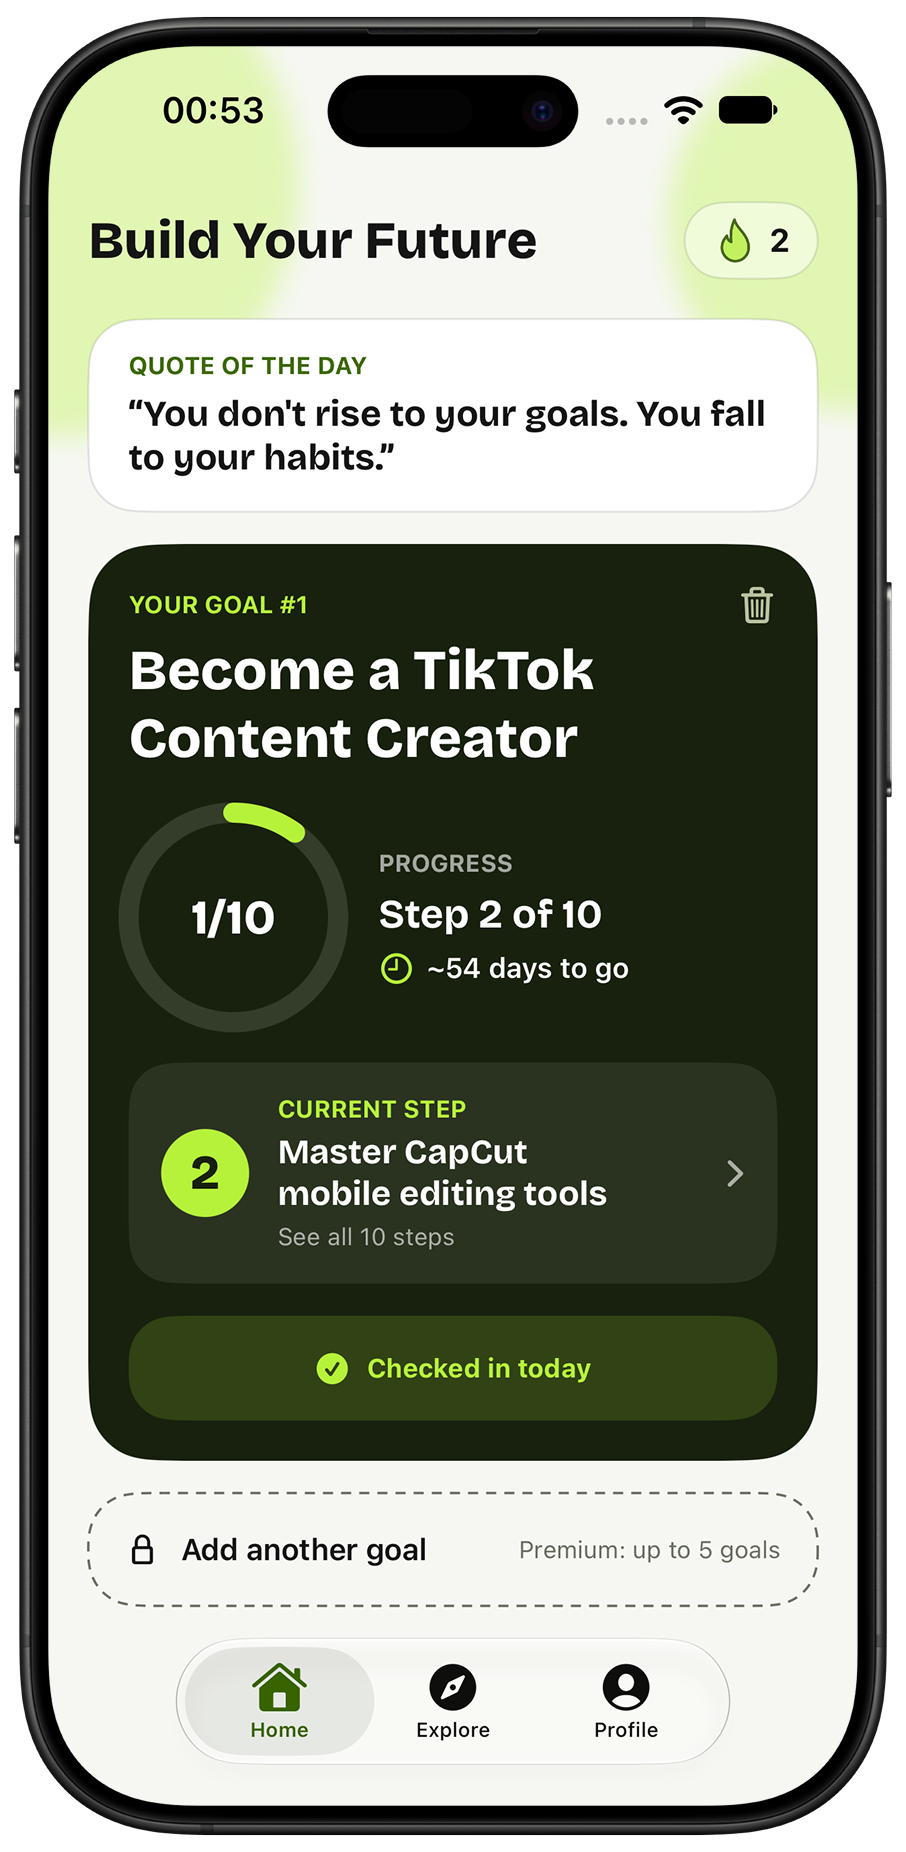 00:53
Build Your Future
2
QUOTE OF THE DAY
“You don't rise to your goals. You fall
to your habits.”
YOUR GOAL #1
Become a TikTok
Content Creator
1/10
PROGRESS
Step 2 of 10
~54 days to go
2
CURRENT STEP
Master CapCut
mobile editing tools
See all 10 steps
Checked in today
Add another goal
Premium: up to 5 goals
Home
Explore
Profile